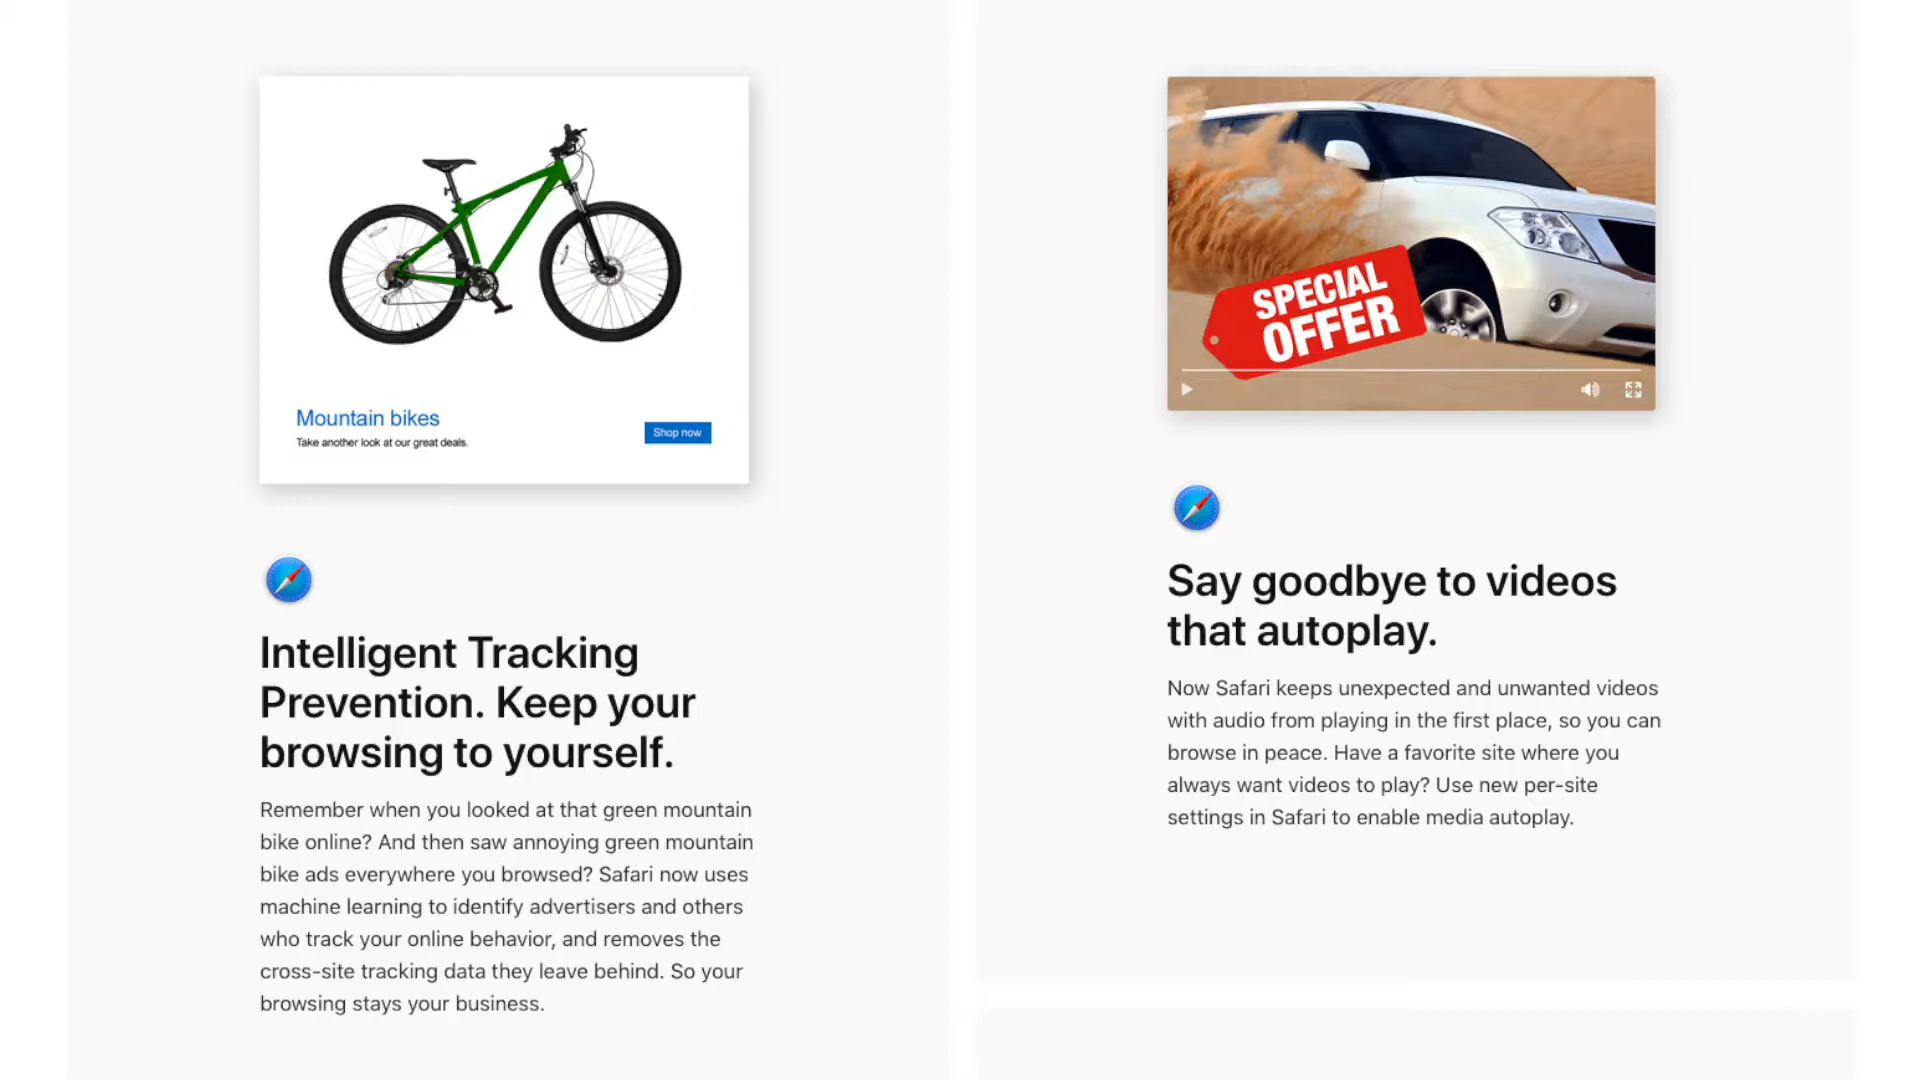 Mountain bikes
Take another look at our great deals.
Shop now
Intelligent Tracking
Prevention. Keep your
browsing to yourself.
Remember when you looked at that green mountain
bike online? And then saw annoying green mountain
bike ads everywhere you browsed? Safari now uses
machine learning to identify advertisers and others
who track your online behavior, and removes the
cross-site tracking data they leave behind. So your
browsing stays your business.
SPECIAL
OFFER
Say goodbye to videos
that autoplay.
Now Safari keeps unexpected and unwanted videos
with audio from playing in the first place, so you can
browse in peace. Have a favorite site where you
always want videos to play? Use new per-site
settings in Safari to enable media autoplay.